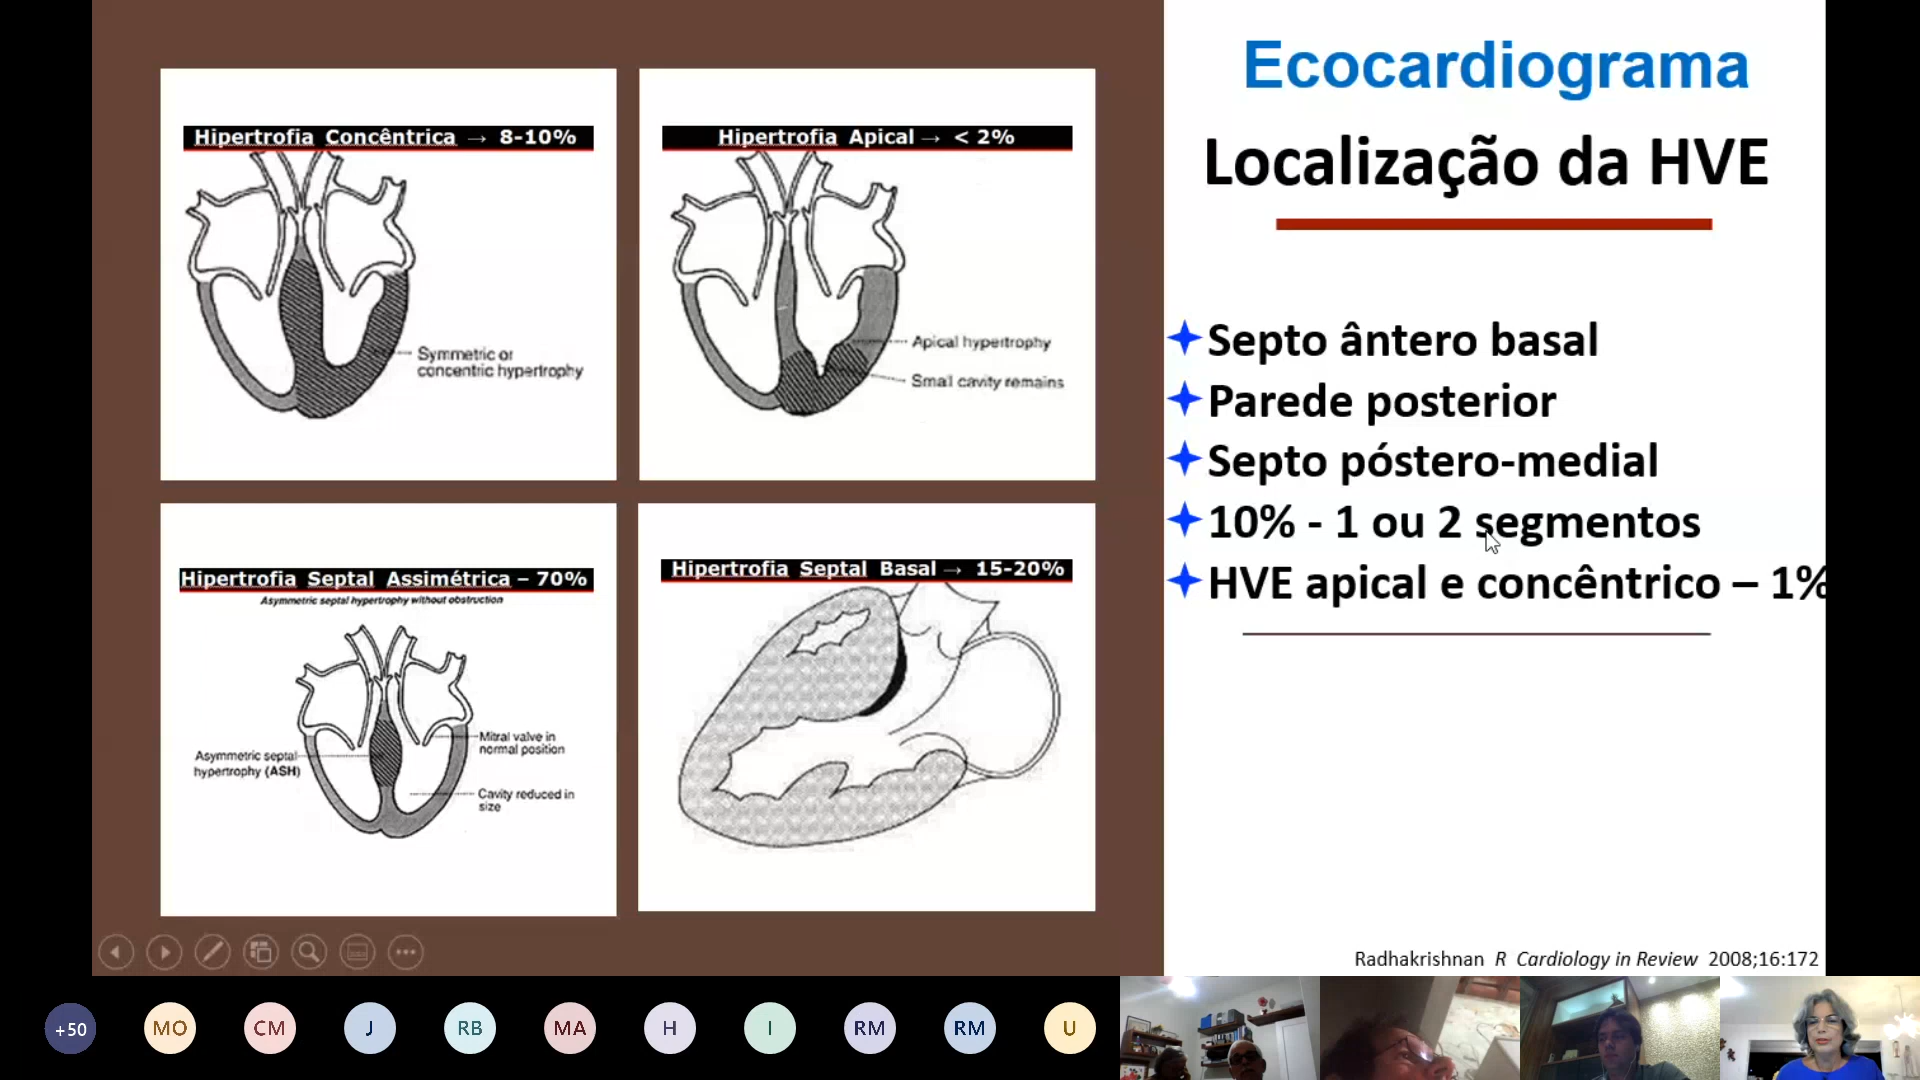 Ecocardiograma
Localização da HVE
Hipertrofia Concêntrica → 8-10%
Symmetric or
concentric hypertrophy
Hipertrofia Apical → < 2%
Apical hypertrophy
Small cavity remains
Hipertrofia Septal Assimétrica – 70%
Asymmetric septal hypertrophy without obstruction
Asymmetric septal
hypertrophy (ASH)
Mitral valve in
normal position
Cavity reduced in
size
Hipertrofia Septal Basal → 15-20%
Septo ântero basal
Parede posterior
Septo póstero-medial
10% - 1 ou 2 segmentos
HVE apical e concêntrico – 1%
Radhakrishnan R Cardiology in Review 2008;16:172
+50
MO
CM
J
RB
MA
H
I
RM
RM
U